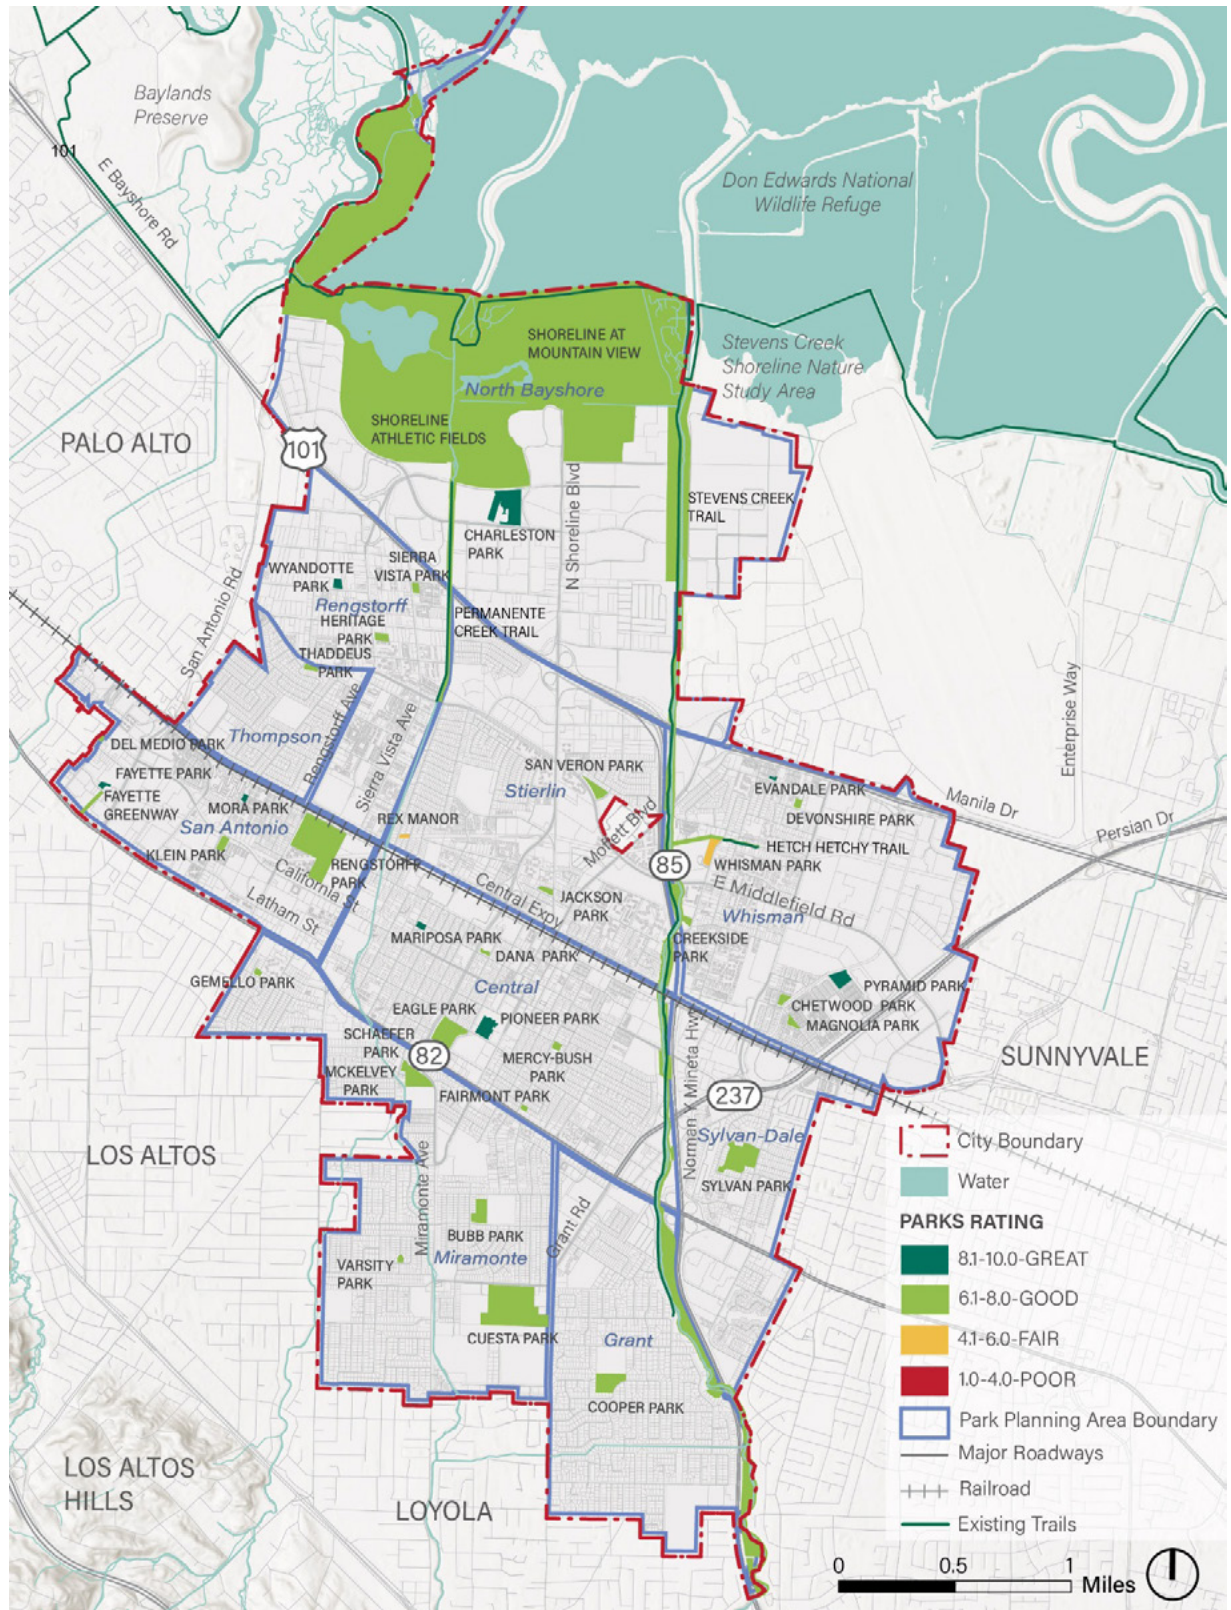 Baylands
Preserve
101
E Bayshore Rd
Don Edwards National
Wildlife Refuge
SHORELINE AT
MOUNTAIN VIEW
Stevens Creek
Shoreline Nature
Study Area
North Bayshore
SHORELINE
ATHLETIC FIELDS
PALO ALTO
101
N Shoreline Blvd
STEVENS CREEK
TRAIL
CHARLESTON
PARK
SIERRA
VISTA PARK
WYANDOTTE
PARK
San Antonio Rd
Rengstorff
HERITAGE
PARK
PERMANENTE
CREEK TRAIL
THADDEUS
PARK
Rengstorff Ave
Sierra Vista Ave
Enterprise Way
Thompson
DEL MEDIO PARK
FAYETTE PARK
FAYETTE
GREENWAY
MORA PARK
San Antonio
KLEIN PARK
REX MANOR
RENGSTORFF
PARK
California St
Latham St
SAN VERON PARK
Stierlin
Moffett Blvd
EVANDALE PARK
DEVONSHIRE PARK
Manila Dr
Persian Dr
HETCH HETCHY TRAIL
WHISMAN PARK
85
E Middlefield Rd
Whisman
Central Expy
JACKSON
PARK
CREEKSIDE
PARK
MARIPOSA PARK
DANA PARK
GEMELLO PARK
Central
PYRAMID PARK
CHETWOOD PARK
MAGNOLIA PARK
EAGLE PARK
PIONEER PARK
SCHAEFER
PARK
82
MERCY-BUSH
PARK
MCKELVEY
PARK
FAIRMONT PARK
Norman Y Mineta Hwy
SUNNYVALE
237
Sylvan-Dale
SYLVAN PARK
LOS ALTOS
Miramonte Ave
Grant Rd
BUBB PARK
Miramonte
VARSITY
PARK
CUESTA PARK
Grant
COOPER PARK
LOS ALTOS
HILLS
LOYOLA
City Boundary
Water
PARKS RATING
8.1-10.0-GREAT
6.1-8.0-GOOD
4.1-6.0-FAIR
1.0-4.0-POOR
Park Planning Area Boundary
Major Roadways
Railroad
Existing Trails
0 0.5 1
Miles